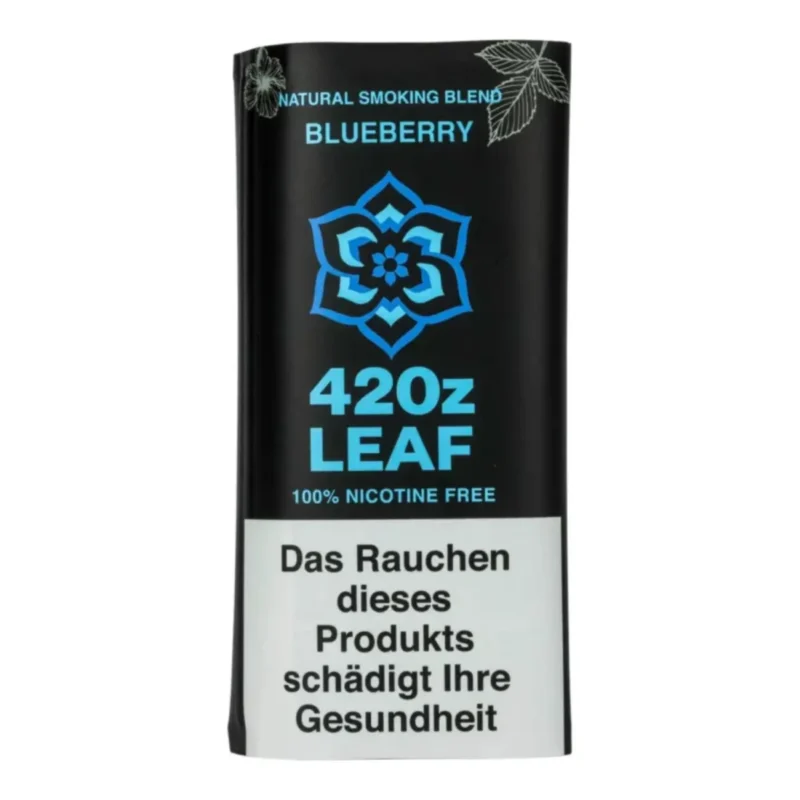 NATURAL SMOKING BLEND
BLUEBERRY
420z
LEAF
100% NICOTINE FREE
Das Rauchen
dieses
Produkts
schädigt Ihre
Gesundheit